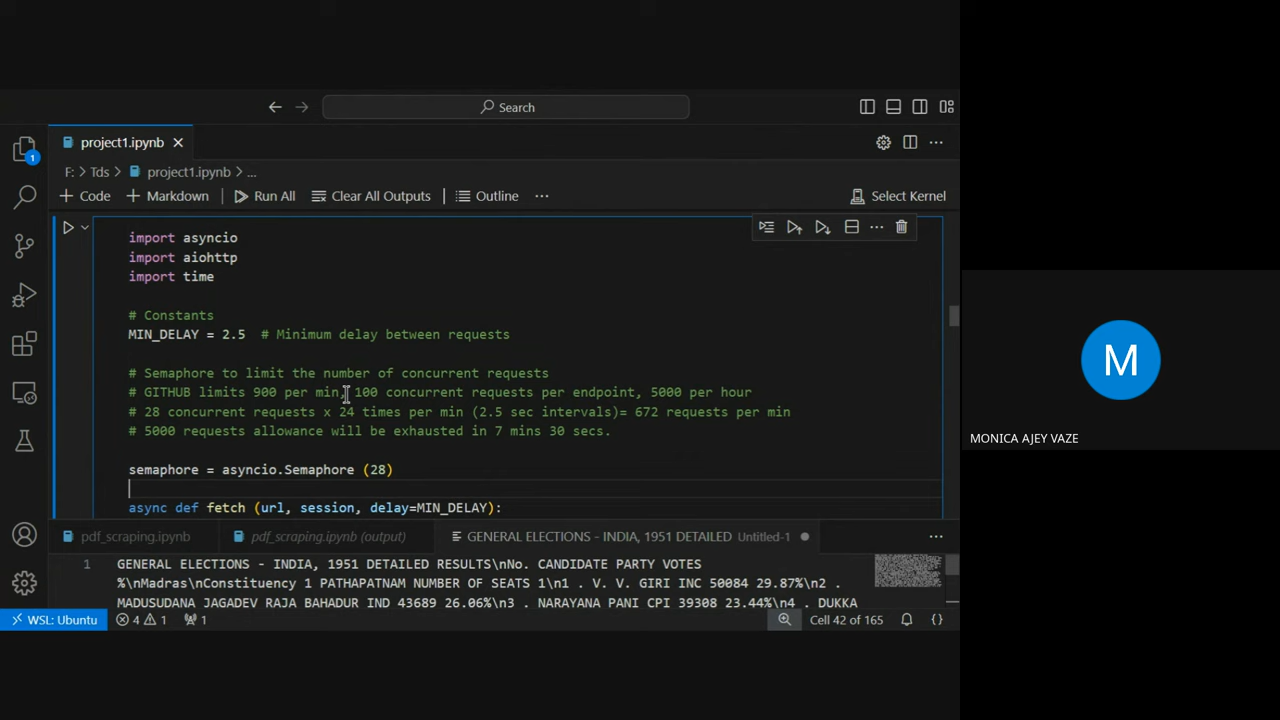 Search
project1.ipynb
F: > Tds > project1.ipynb > ...
+ Code + Markdown Run All Clear All Outputs Outline ... Select Kernel
import asyncio
import aiohttp
import time
# Constants
MIN_DELAY = 2.5 # Minimum delay between requests
# Semaphore to limit the number of concurrent requests
# GITHUB limits 900 per min, 100 concurrent requests per endpoint, 5000 per hour
# 28 concurrent requests x 24 times per min (2.5 sec intervals)= 672 requests per min
# 5000 requests allowance will be exhausted in 7 mins 30 secs.
semaphore = asyncio.Semaphore (28)
async def fetch (url, session, delay=MIN_DELAY):
pdf_scraping.ipynb pdf_scraping.ipynb (output) GENERAL ELECTIONS - INDIA, 1951 DETAILED Untitled-1
1 GENERAL ELECTIONS - INDIA, 1951 DETAILED RESULTS\nNo. CANDIDATE PARTY VOTES
%\nMadras\nConstituency 1 PATHAPATNAM NUMBER OF SEATS 1\n1 . V. V. GIRI INC 50084 29.87%\n2 .
MADUSUDANA JAGADEV RAJA BAHADUR IND 43689 26.06%\n3 . NARAYANA PANI CPI 39308 23.44%\n4 . DUKKA
WSL: Ubuntu 4 1 1 Cell 42 of 165 {}
1
M
MONICA AJEY VAZE